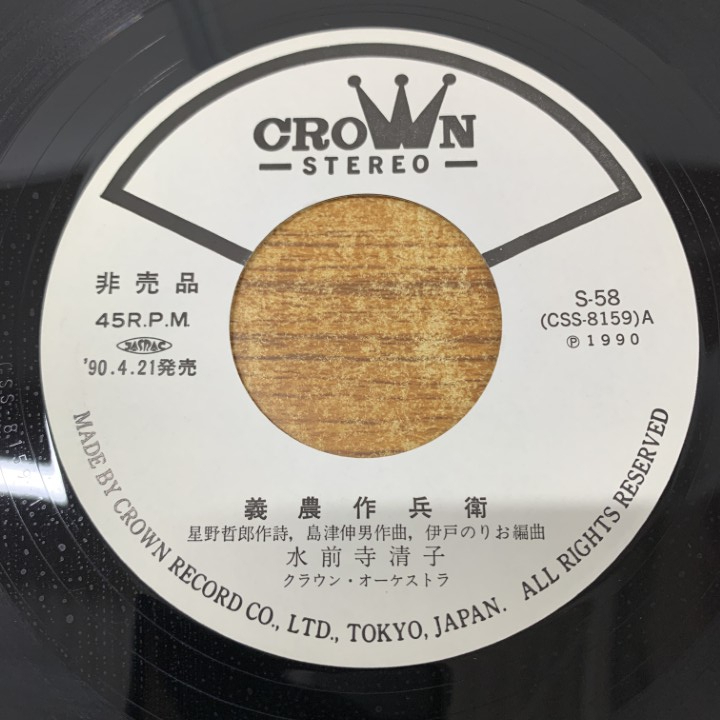 CROWN
STEREO
非売品
45R.P.M.
JASRAC
'90.4.21発売
S-58
(CSS-8159)A
Ⓟ1990
義農作兵衛
星野哲郎作詩, 島津伸男作曲, 伊戸のりお編曲
水前寺清子
クラウン・オーケストラ
MADE BY CROWN RECORD CO., LTD., TOKYO, JAPAN. ALL RIGHTS RESERVED